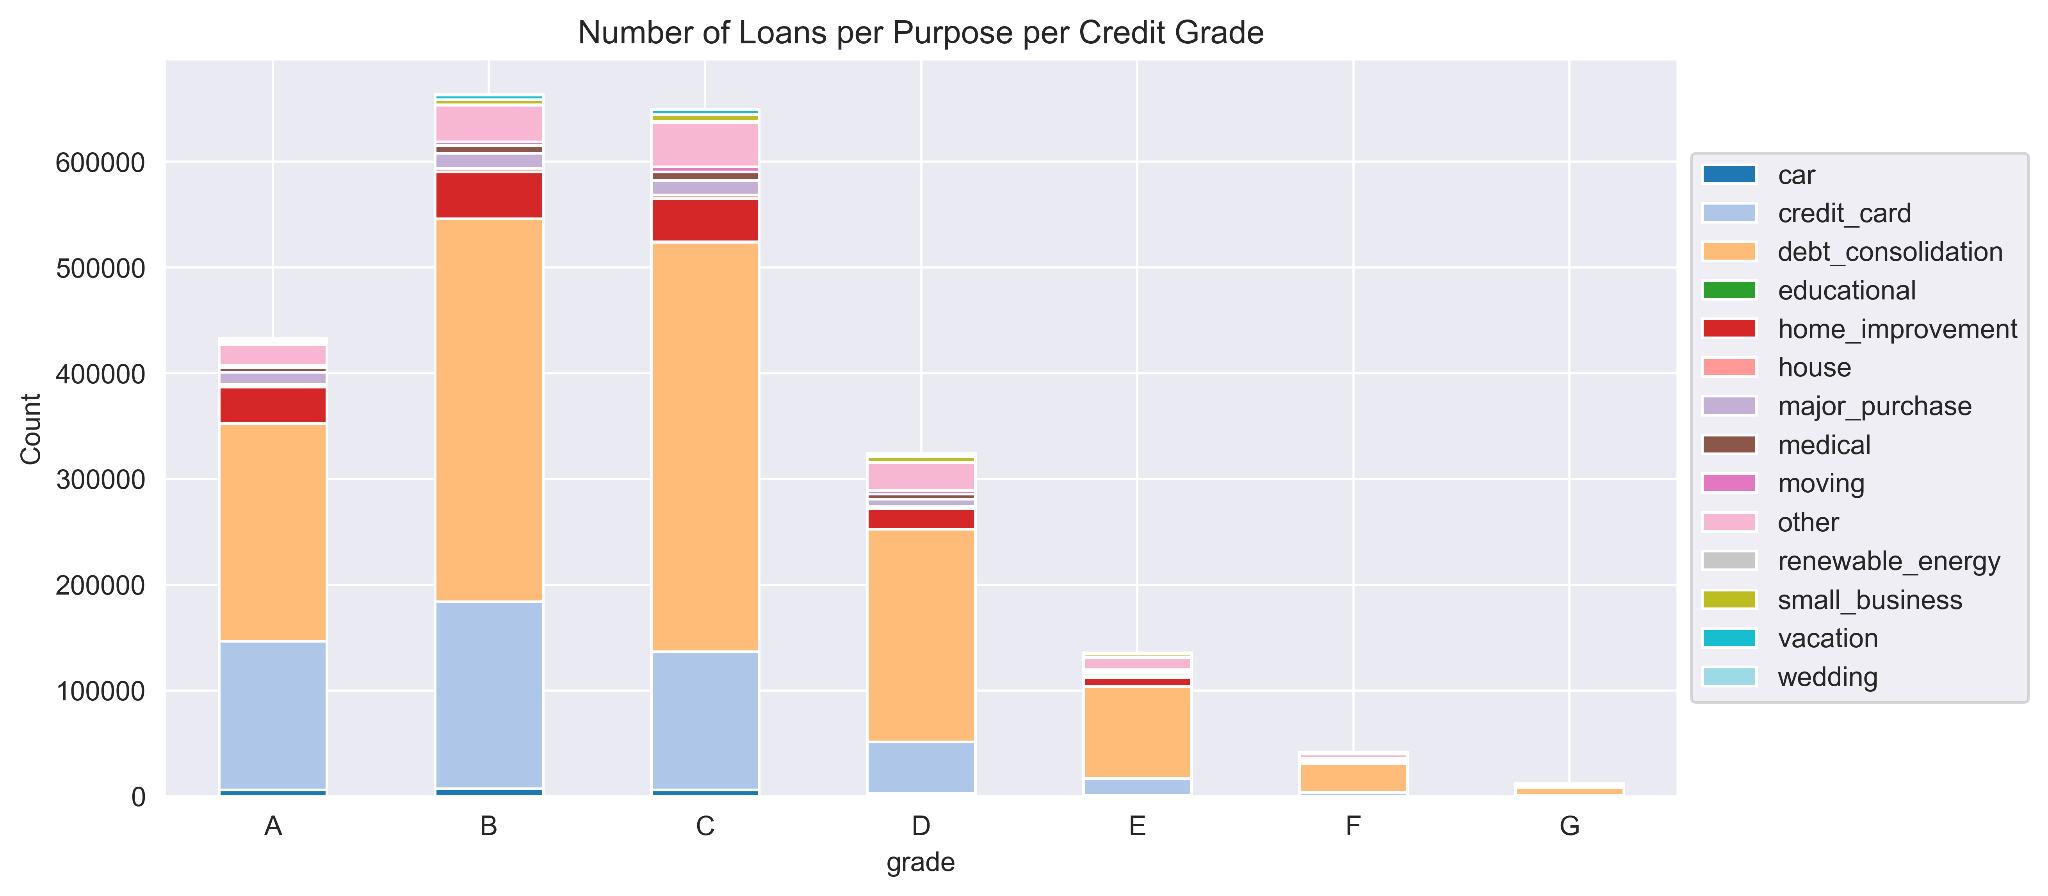 Number of Loans per Purpose per Credit Grade
600000
500000
400000
300000
200000
100000
0
Count
A B C D E F G
grade
car
credit_card
debt_consolidation
educational
home_improvement
house
major_purchase
medical
moving
other
renewable_energy
small_business
vacation
wedding